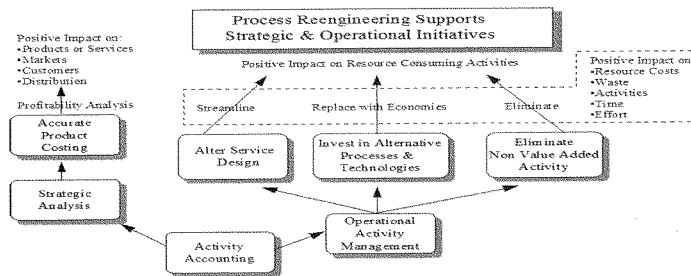 Process Reengineering Supports
Strategic & Operational Initiatives
Positive Impact on:
•Products or Services
•Markets
•Customers
•Distribution
Positive Impact on Resource Consuming Activities
Positive Impact on
•Resource Costs
•Waste
•Activities
•Time
•Effort
Profitability Analysis
Streamline
Replace with Economies
Eliminate
Accurate
Product
Costing
Alter Service
Design
Invest in Alternative
Processes &
Technologies
Eliminate
Non Value Added
Activity
Strategic
Analysis
Operational
Activity
Management
Activity
Accounting